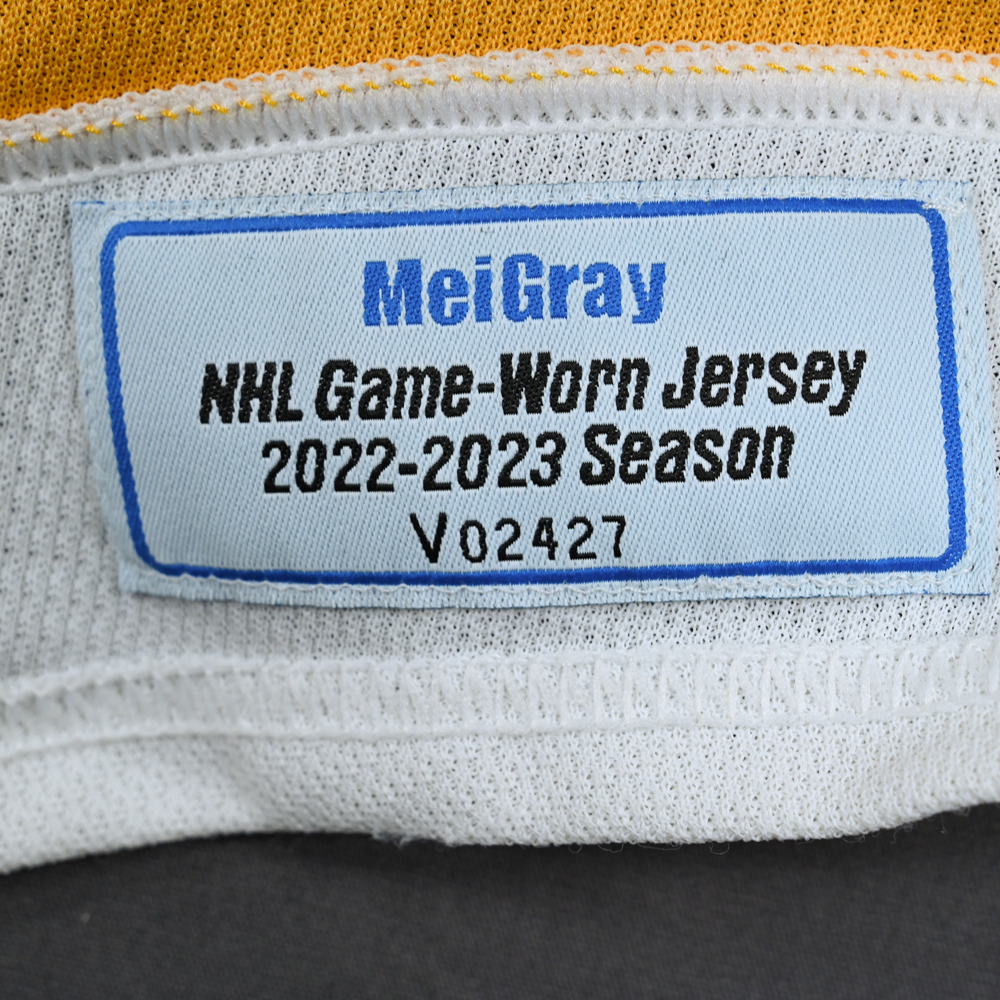 MeiGray
NHL Game-Worn Jersey
2022-2023 Season
V02427